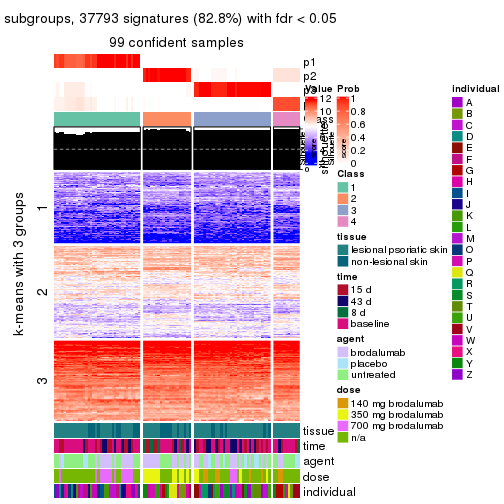 subgroups, 37793 signatures (82.8%) with fdr < 0.05
99 confident samples
p1
p2
k-means with 3 groups
1
2
3
tissue
time
agent
dose
individual
Value
12
10
8
6
4
2
0
Prob
1
0.8
0.6
0.4
0.2
0
Class
1
2
3
4
tissue
lesional psoriatic skin
non-lesional skin
time
15 d
43 d
8 d
baseline
agent
brodalumab
placebo
untreated
dose
140 mg brodalumab
350 mg brodalumab
700 mg brodalumab
n/a
individual
A
B
C
D
E
F
G
H
I
J
K
L
M
O
P
Q
R
S
T
U
V
W
X
Y
Z